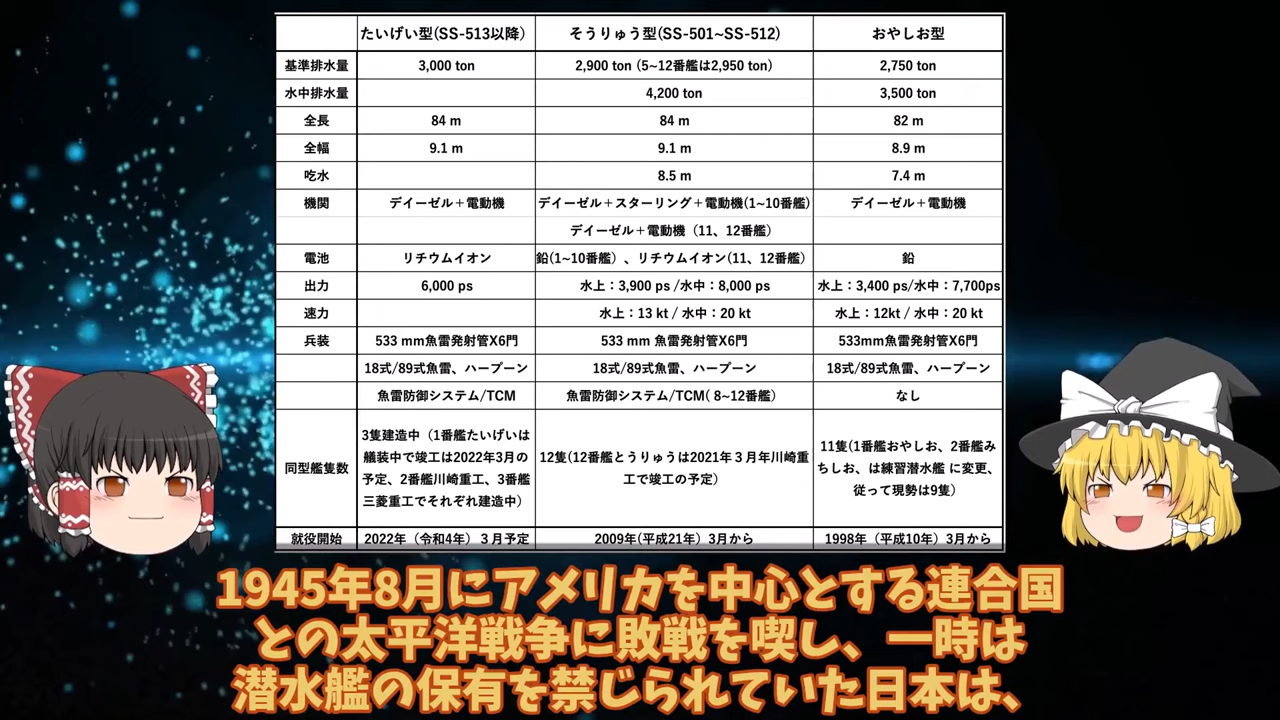 たいげい型(SS-513以降) そうりゅう型(SS-501~SS-512) おやしお型
基準排水量 3,000 ton 2,900 ton (5~12番艦は2,950 ton) 2,750 ton
水中排水量 4,200 ton 3,500 ton
全長 84 m 84 m 82 m
全幅 9.1 m 9.1 m 8.9 m
吃水 8.5 m 7.4 m
機関 デイーゼル＋電動機 デイーゼル＋スターリング＋電動機(1~10番艦) デイーゼル＋電動機
デイーゼル＋電動機（11、12番艦）
電池 リチウムイオン 鉛(1~10番艦）、リチウムイオン(11、12番艦） 鉛
出力 6,000 ps 水上：3,900 ps /水中：8,000 ps 水上：3,400 ps/水中：7,700ps
速力 水上：13 kt / 水中：20 kt 水上：12kt / 水中：20 kt
兵装 533 mm魚雷発射管X6門 533 mm 魚雷発射管X6門 533mm魚雷発射管X6門
18式/89式魚雷、ハープーン 18式/89式魚雷、ハープーン 18式/89式魚雷、ハープーン
魚雷防御システム/TCM 魚雷防御システム/TCM( 8~12番艦） なし
同型艦隻数
3隻建造中（1番艦たいげいは
艤装中で竣工は2022年3月の
予定、2番艦川崎重工、3番艦
三菱重工でそれぞれ建造中）
12隻(12番艦とうりゅうは2021年３月年川崎重
工で竣工の予定）
11隻(1番艦おやしお、2番艦み
ちしお、は練習潜水艦 に変更、
従って現勢は9隻）
就役開始 2022年（令和4年）３月予定 2009年(平成21年）3月から 1998年（平成10年）3月から
1945年8月にアメリカを中心とする連合国
との太平洋戦争に敗戦を喫し、一時は
潜水艦の保有を禁じられていた日本は、